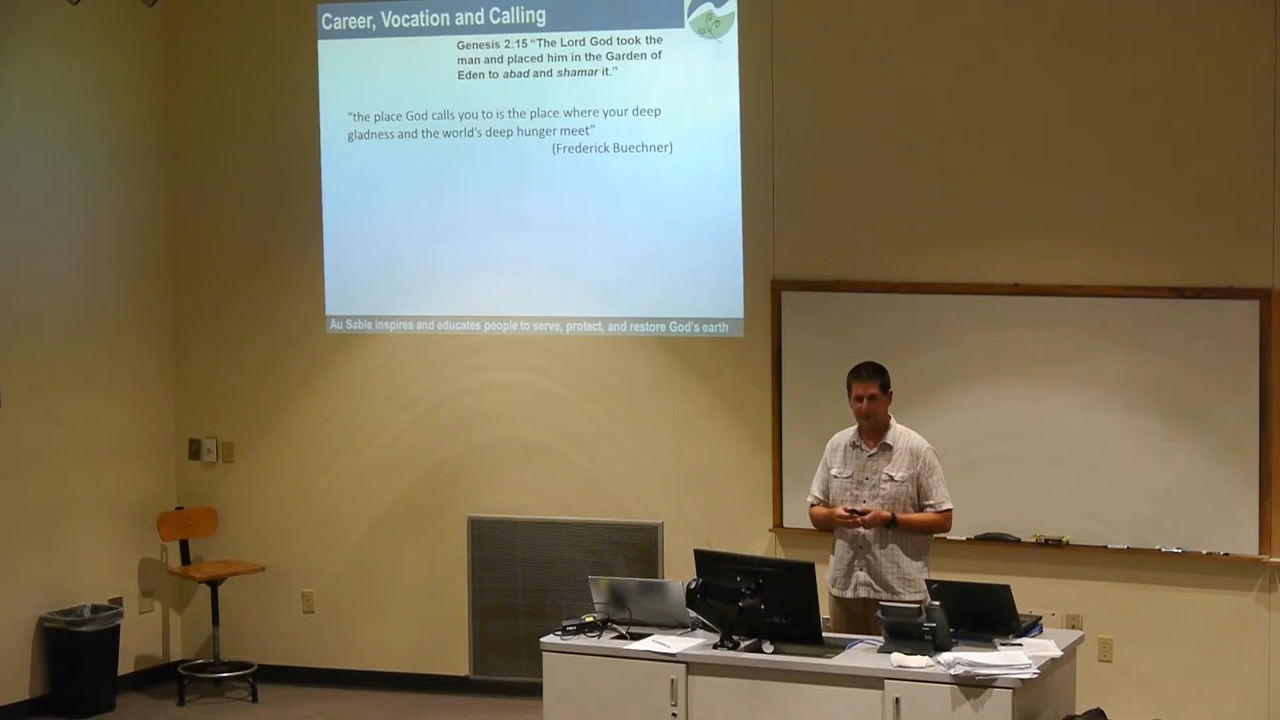 Career, Vocation and Calling
Genesis 2:15 “The Lord God took the
man and placed him in the Garden of
Eden to abad and shamar it.”
“the place God calls you to is the place where your deep
gladness and the world’s deep hunger meet”
(Frederick Buechner)
Au Sable inspires and educates people to serve, protect, and restore God’s earth